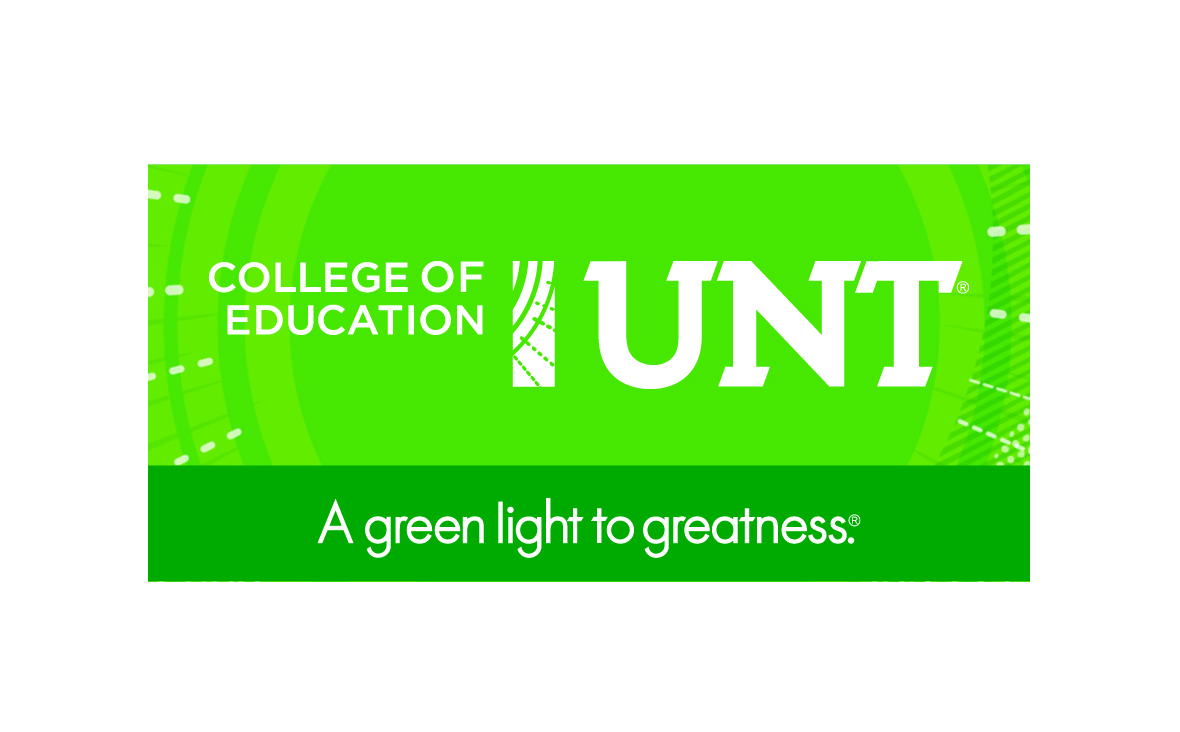 COLLEGE OF
EDUCATION
UNT®
A green light to greatness.®